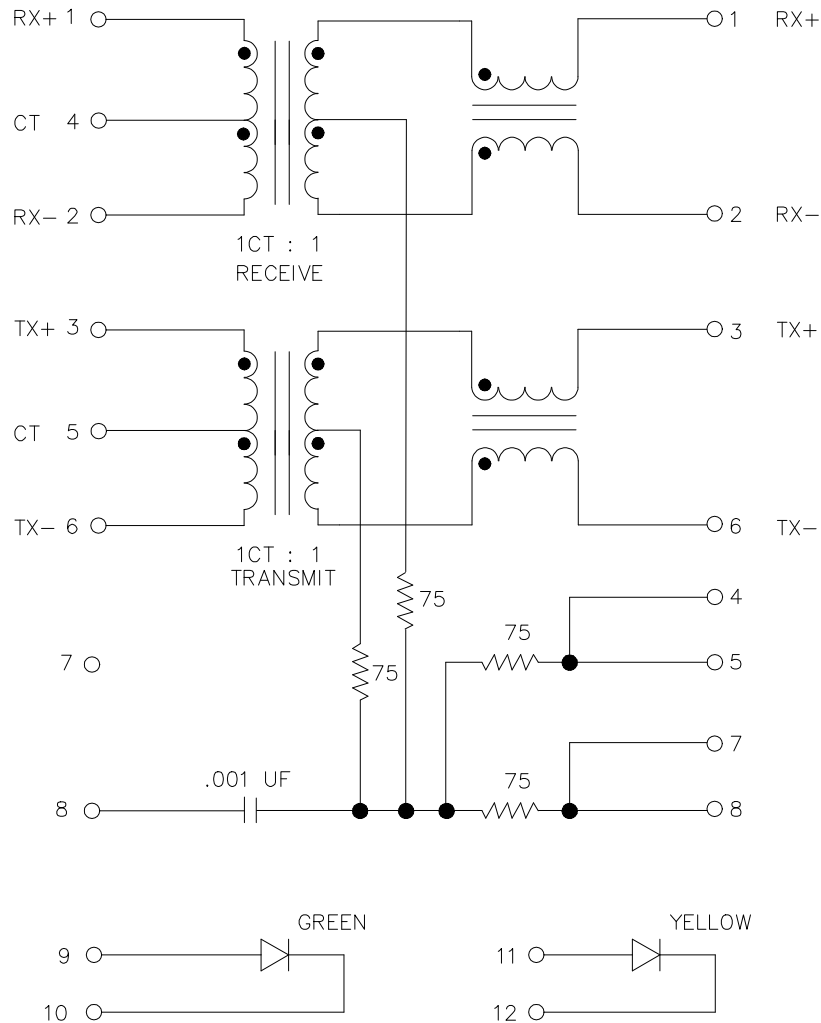 RX+ 1
1 RX+
CT 4
RX- 2
2 RX-
1CT : 1
RECEIVE
TX+ 3
3 TX+
CT 5
TX- 6
6 TX-
1CT : 1
TRANSMIT
75
4
75
5
7
75
7
.001 UF
75
8
8
GREEN
YELLOW
9
11
10
12